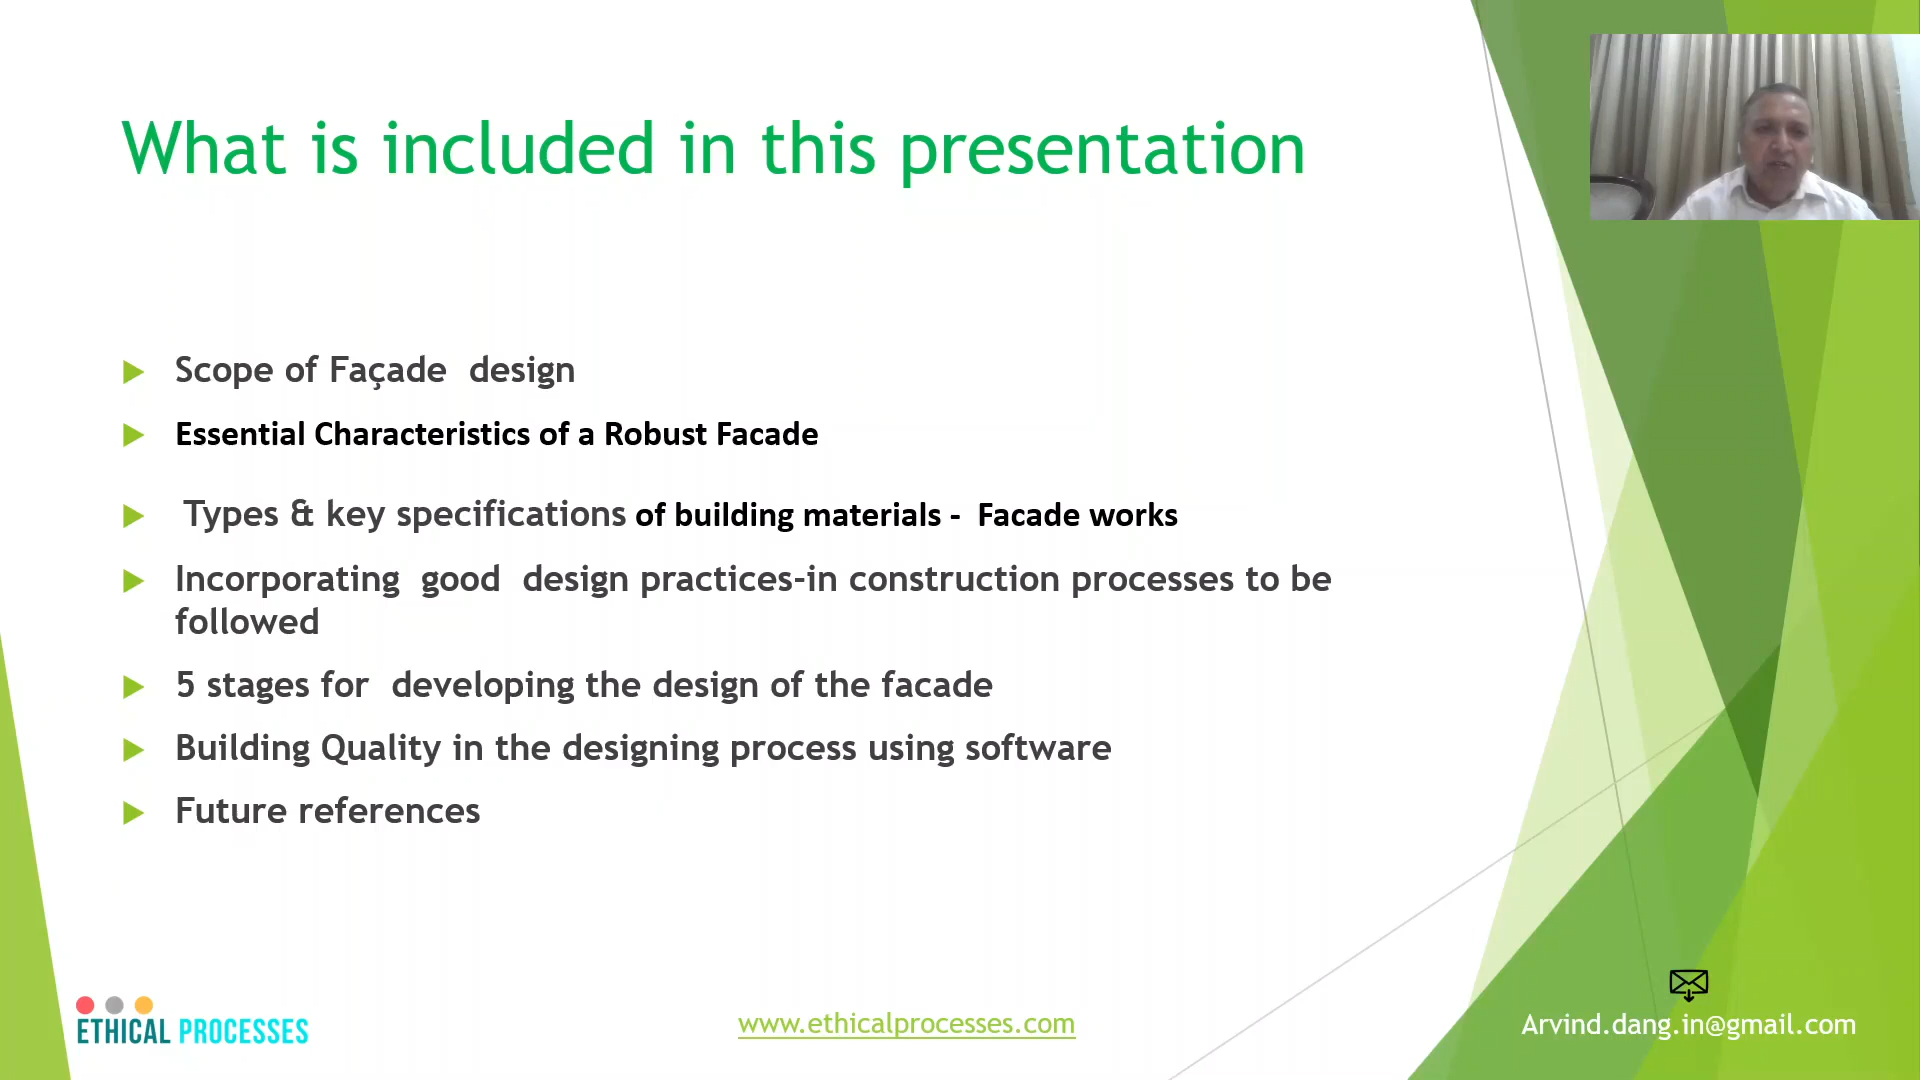 What is included in this presentation
Scope of Façade design
Essential Characteristics of a Robust Facade
Types & key specifications of building materials - Facade works
Incorporating good design practices-in construction processes to be
followed
5 stages for developing the design of the facade
Building Quality in the designing process using software
Future references
ETHICAL PROCESSES
www.ethicalprocesses.com
Arvind.dang.in@gmail.com